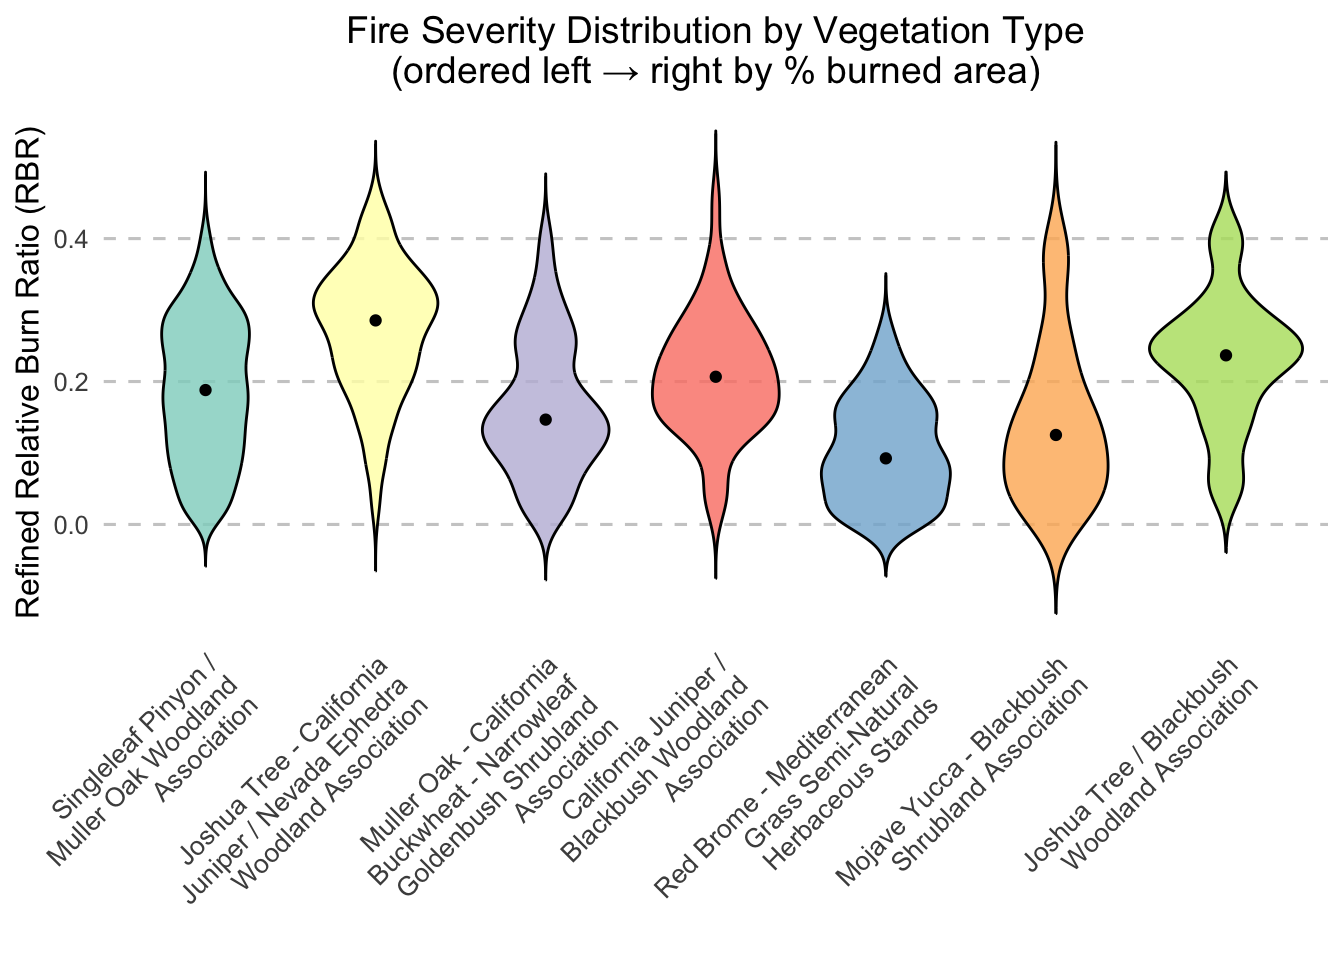 Fire Severity Distribution by Vegetation Type
(ordered left → right by % burned area)
Refined Relative Burn Ratio (RBR)
0.4
0.2
0.0
Singleleaf Pinyon /
Muller Oak Woodland
Association
Joshua Tree - California
Juniper / Nevada Ephedra
Woodland Association
Muller Oak - California
Buckwheat - Narrowleaf
Goldenbush Shrubland
Association
California Juniper /
Blackbush Woodland
Association
Red Brome - Mediterranean
Grass Semi-Natural
Herbaceous Stands
Mojave Yucca - Blackbush
Shrubland Association
Joshua Tree / Blackbush
Woodland Association